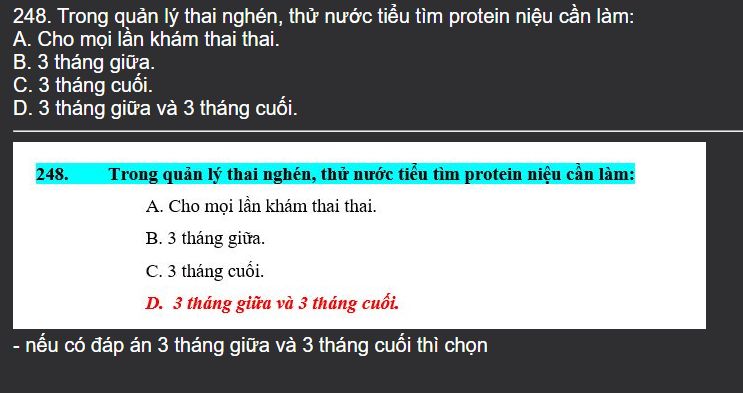 248. Trong quản lý thai nghén, thử nước tiểu tìm protein niệu cần làm:
A. Cho mọi lần khám thai thai.
B. 3 tháng giữa.
C. 3 tháng cuối.
D. 3 tháng giữa và 3 tháng cuối.
248. Trong quản lý thai nghén, thử nước tiểu tìm protein niệu cần làm:
A. Cho mọi lần khám thai thai.
B. 3 tháng giữa.
C. 3 tháng cuối.
D. 3 tháng giữa và 3 tháng cuối.
- nếu có đáp án 3 tháng giữa và 3 tháng cuối thì chọn